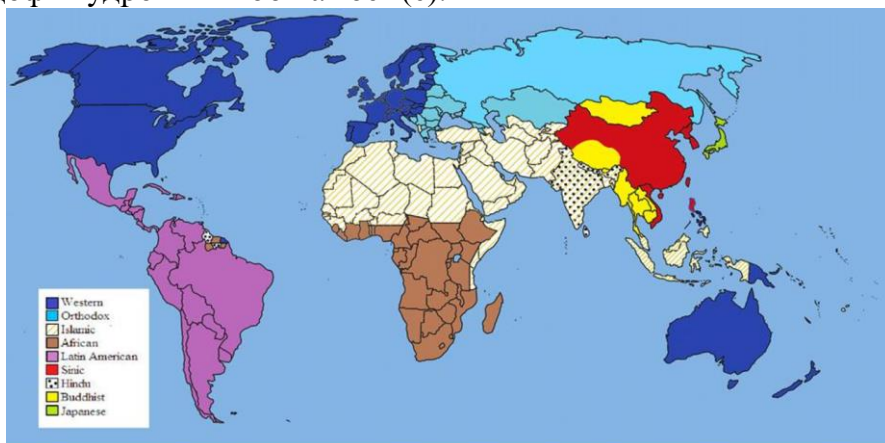 Western
Orthodox
Islamic
African
Latin American
Sinic
Hindu
Buddhist
Japanese